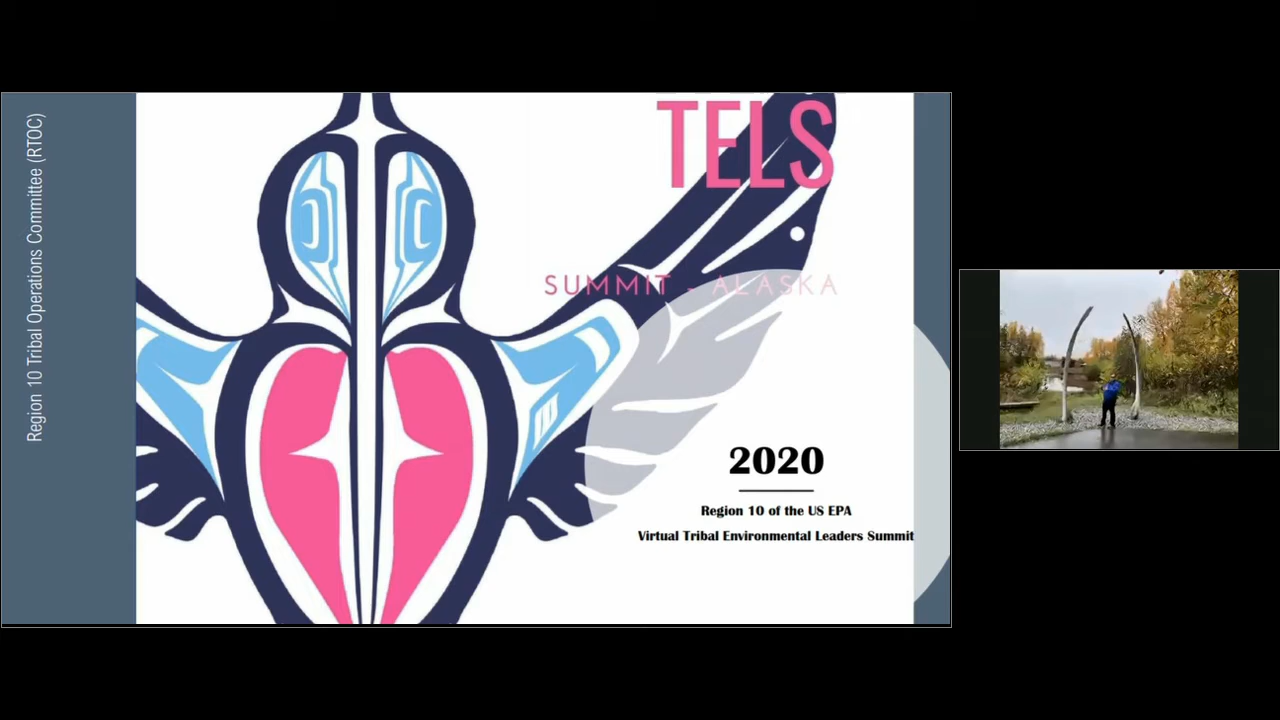 Region 10 Tribal Operations Committee (RTOC)
TELS
SUMMIT - ALASKA
2020
Region 10 of the US EPA
Virtual Tribal Environmental Leaders Summit